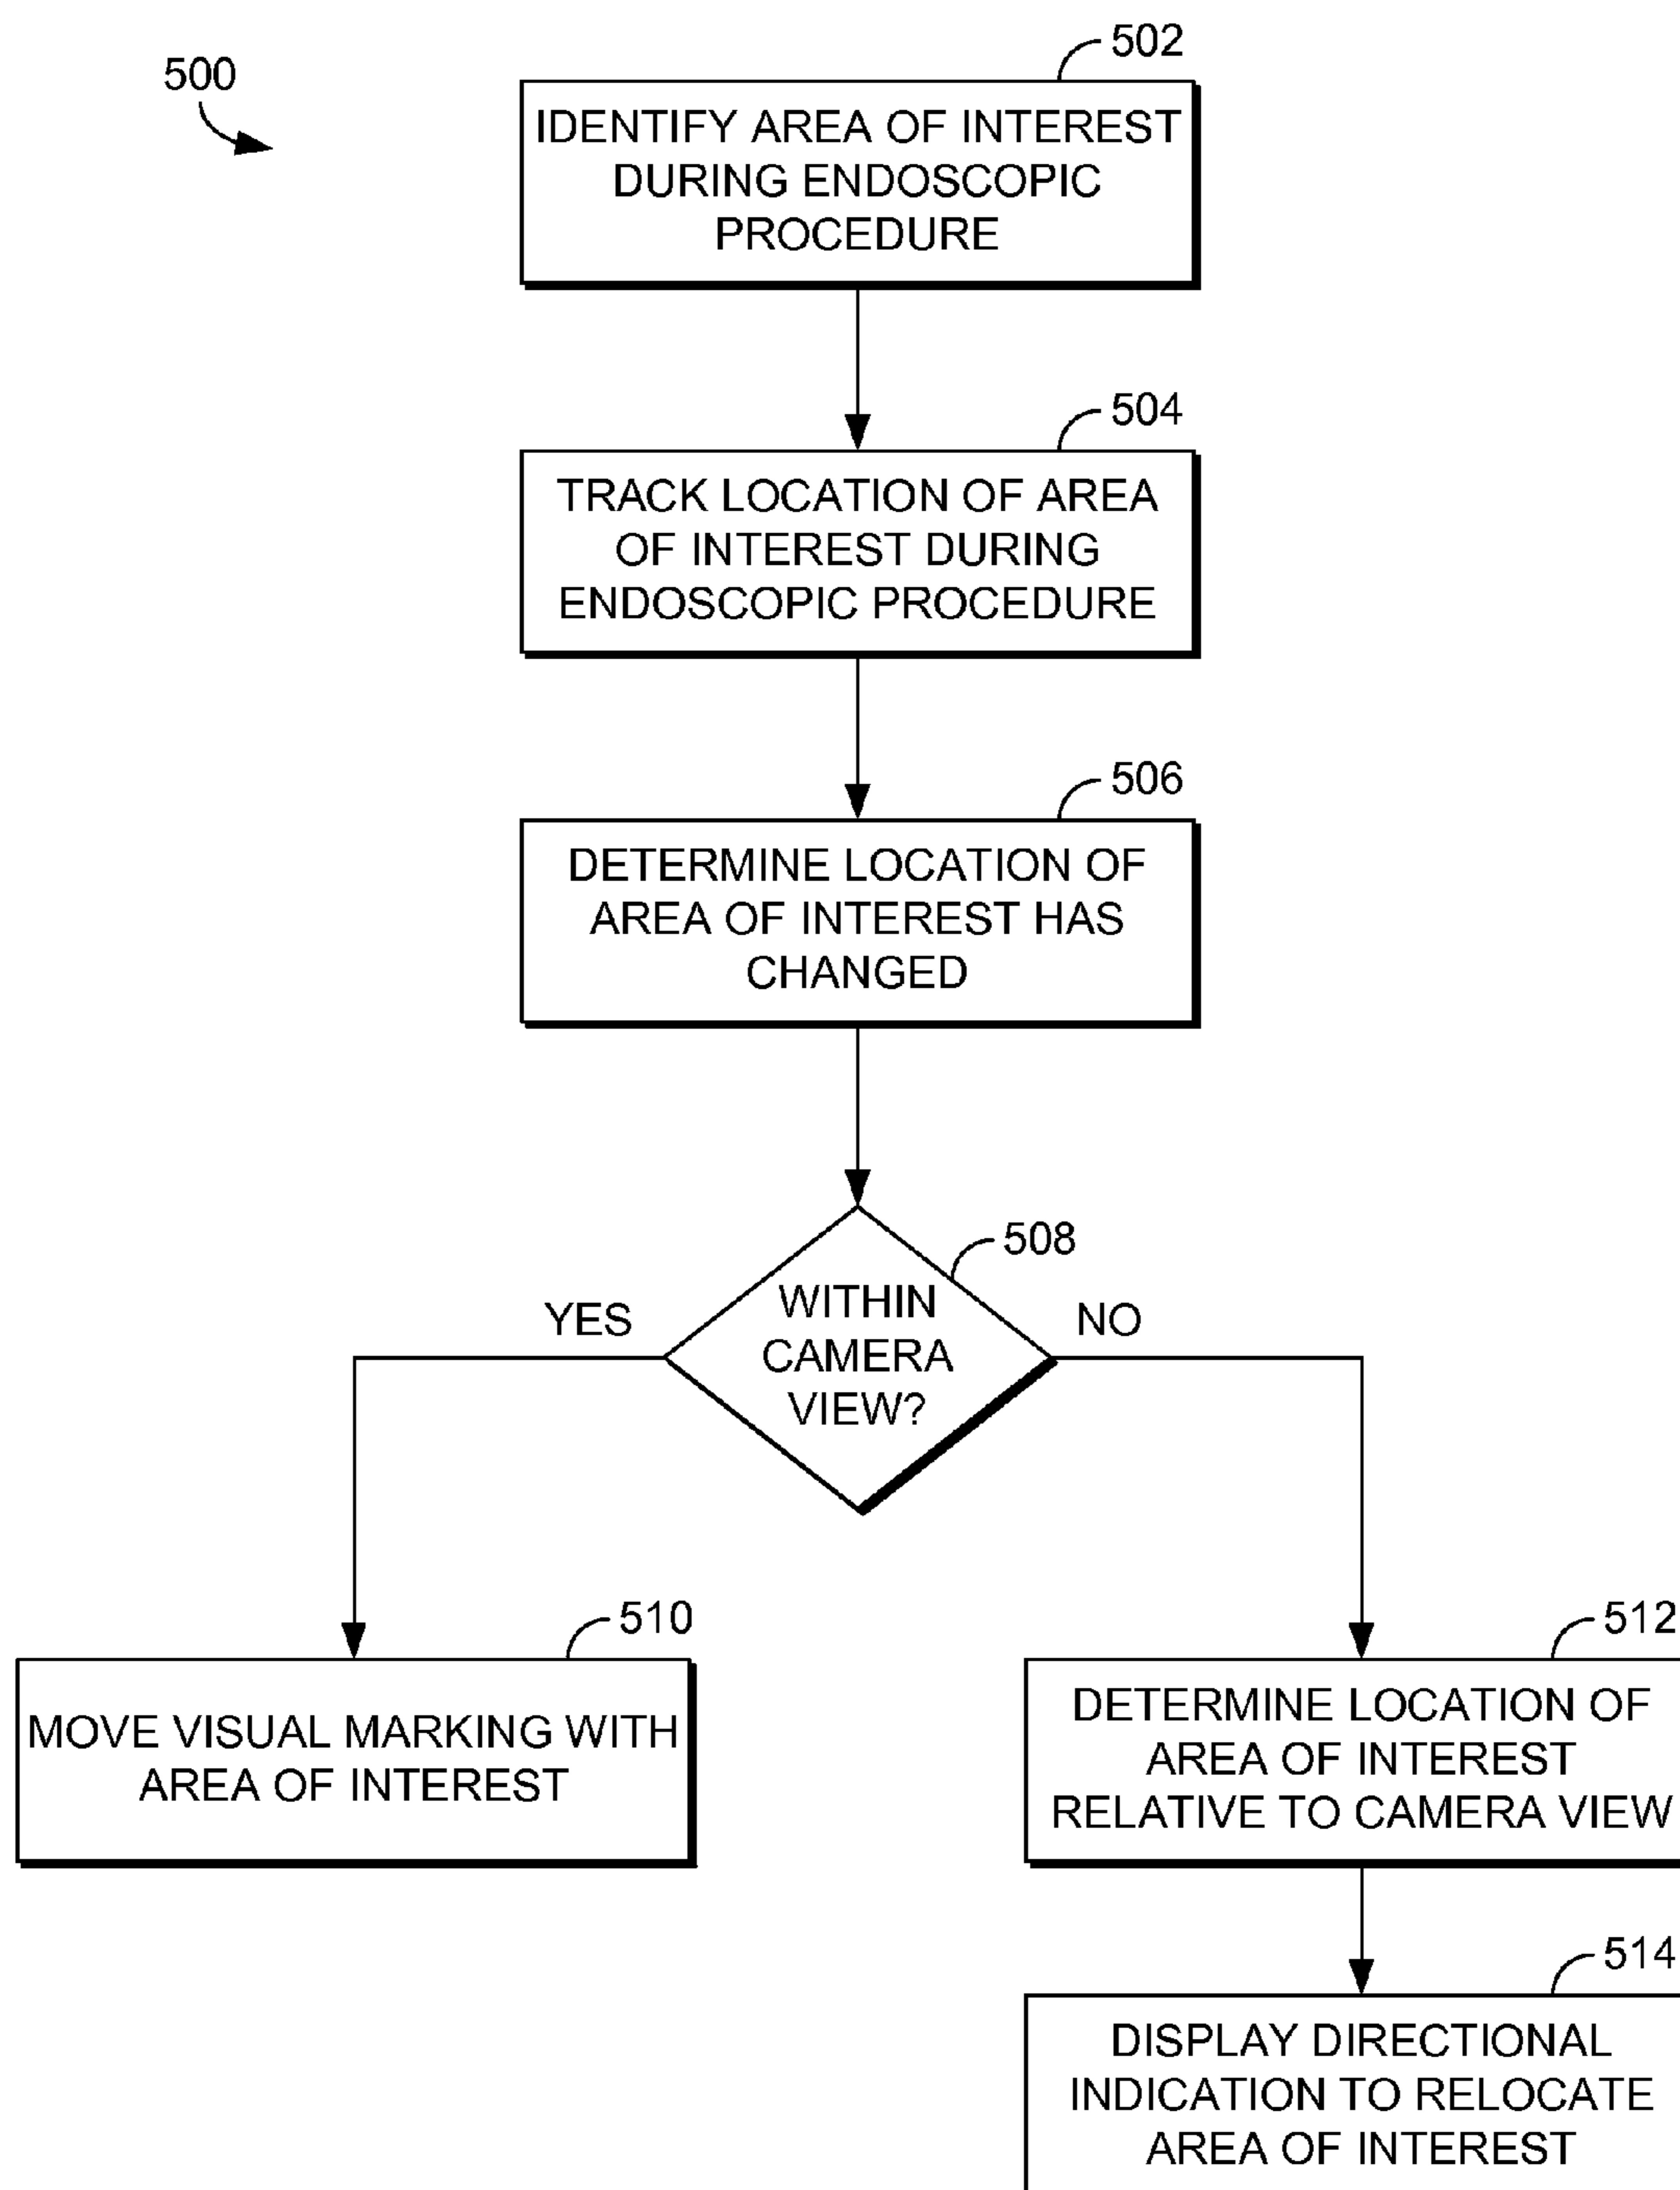 500
502
IDENTIFY AREA OF INTEREST
DURING ENDOSCOPIC
PROCEDURE
504
TRACK LOCATION OF AREA
OF INTEREST DURING
ENDOSCOPIC PROCEDURE
506
DETERMINE LOCATION OF
AREA OF INTEREST HAS
CHANGED
508
WITHIN
CAMERA
VIEW?
YES
NO
510
MOVE VISUAL MARKING WITH
AREA OF INTEREST
512
DETERMINE LOCATION OF
AREA OF INTEREST
RELATIVE TO CAMERA VIEW
514
DISPLAY DIRECTIONAL
INDICATION TO RELOCATE
AREA OF INTEREST